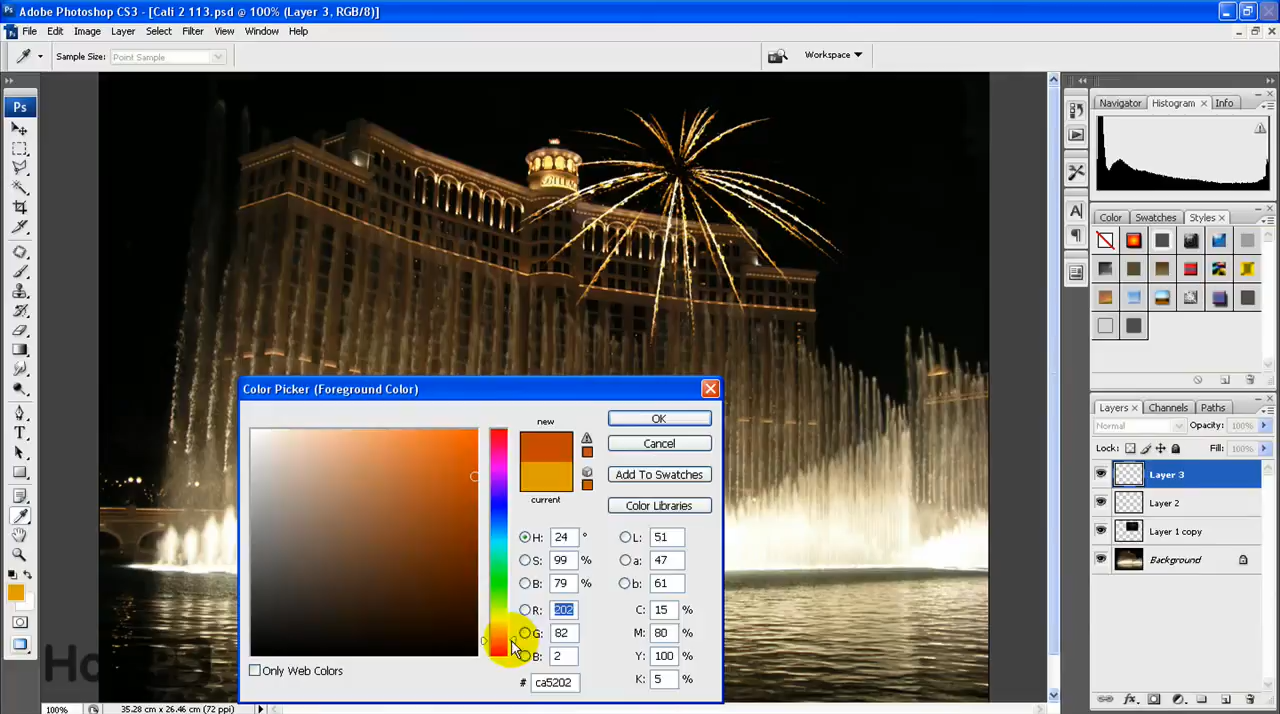 Adobe Photoshop CS3 - [Cali 2 113.psd @ 100% (Layer 3, RGB/8)]
File Edit Image Layer Select Filter View Window Help
Sample Size: Point Sample Workspace
Ps
Navigator Histogram Info
Color Swatches Styles
Layers Channels Paths
Normal Opacity: 100%
Lock: Fill: 100%
Layer 3
Layer 2
Layer 1 copy
Background
Color Picker (Foreground Color)
new
current
OK
Cancel
Add To Swatches
Color Libraries
H: 24 ° L: 51
S: 99 % a: 47
B: 79 % b: 61
R: 202 C: 15 %
G: 82 M: 80 %
B: 2 Y: 100 %
# ca5202 K: 5 %
Only Web Colors
100% 35.28 cm x 26.46 cm (72 ppi)